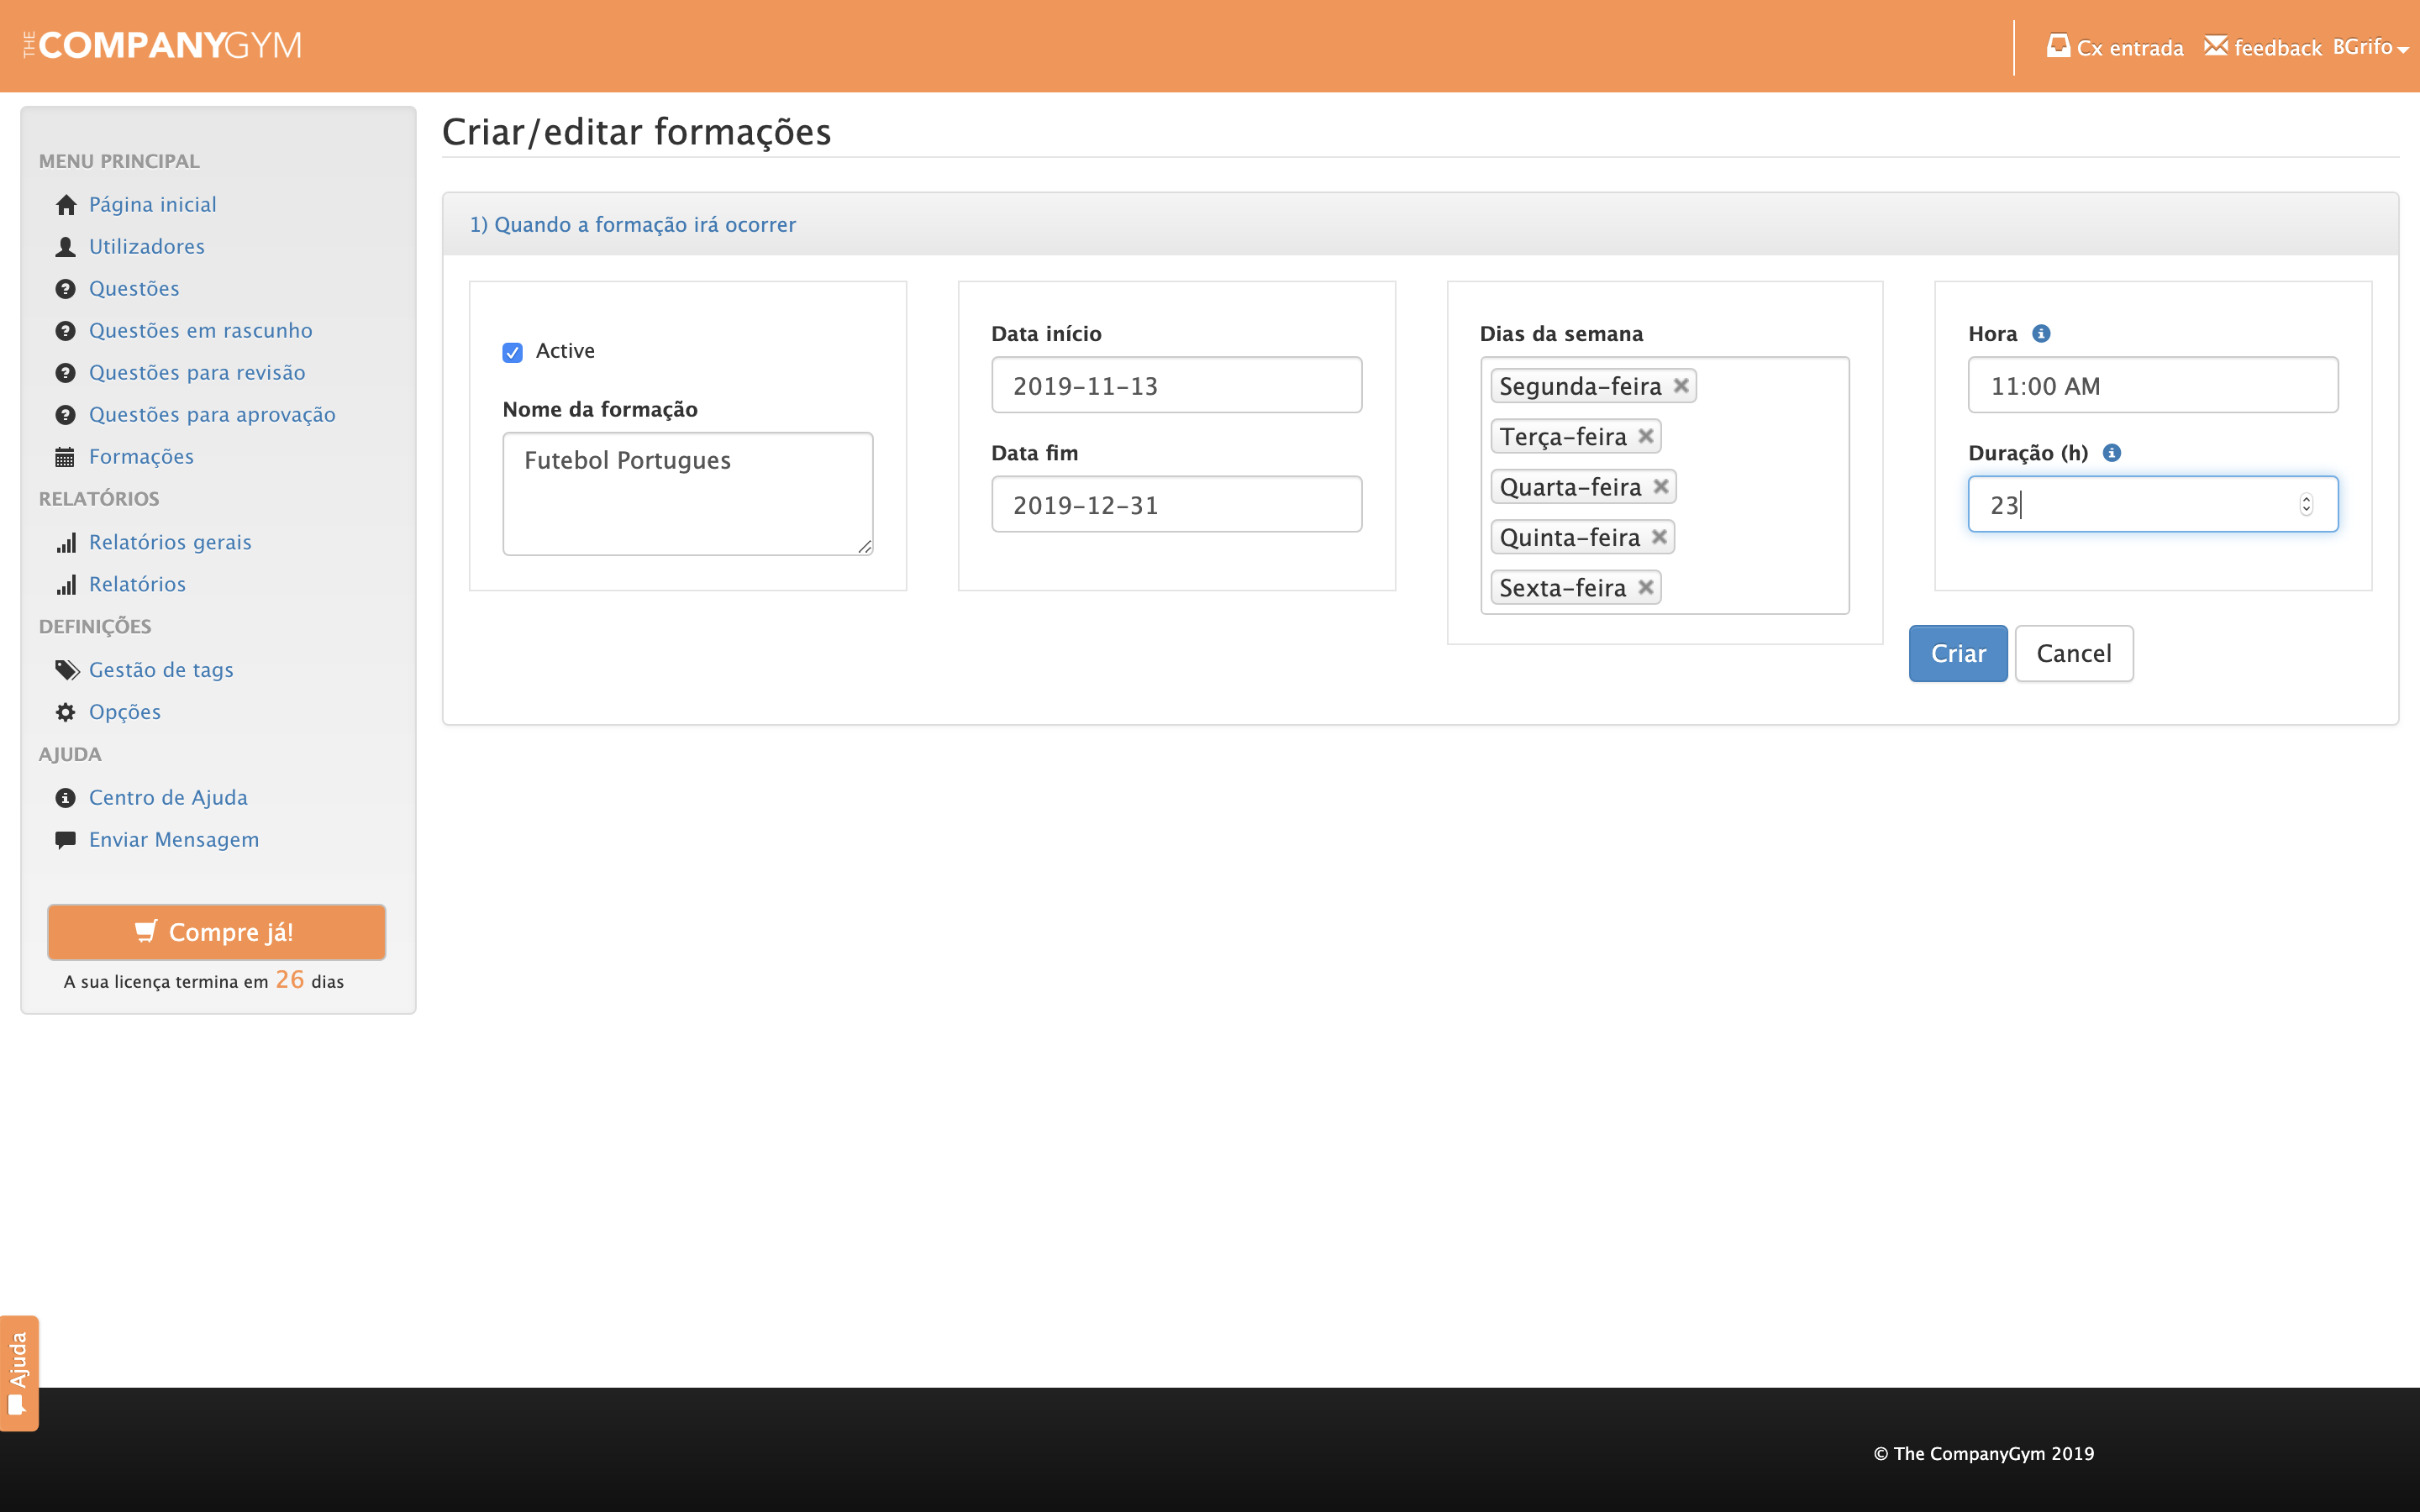 THE COMPANYGYM
Cx entrada feedback BGrifo
MENU PRINCIPAL
Página inicial
Utilizadores
Questões
Questões em rascunho
Questões para revisão
Questões para aprovação
Formações
RELATÓRIOS
Relatórios gerais
Relatórios
DEFINIÇÕES
Gestão de tags
Opções
AJUDA
Centro de Ajuda
Enviar Mensagem
Compre já!
A sua licença termina em 26 dias
Criar/editar formações
1) Quando a formação irá ocorrer
Active
Nome da formação
Futebol Portugues
Data início
2019-11-13
Data fim
2019-12-31
Dias da semana
Segunda-feira
Terça-feira
Quarta-feira
Quinta-feira
Sexta-feira
Hora
11:00 AM
Duração (h)
23
Criar Cancel
Ajuda
© The CompanyGym 2019